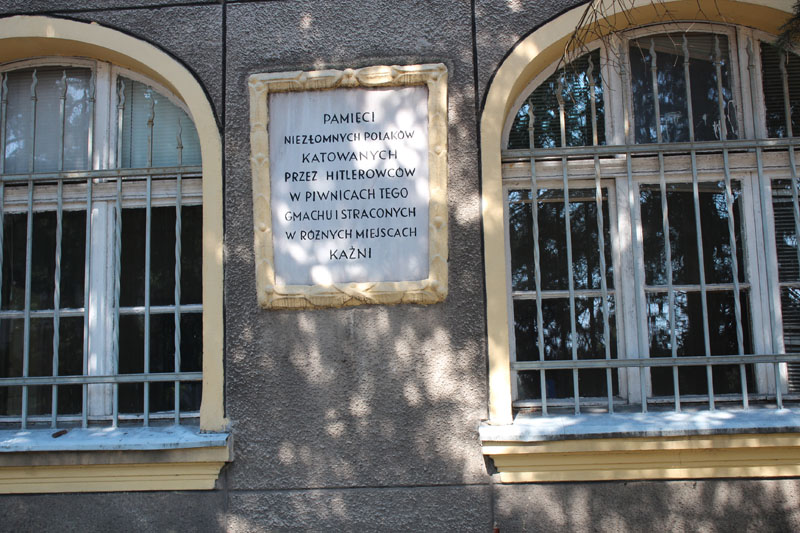 PAMIĘCI
NIEZŁOMNYCH POLAKÓW
KATOWANYCH
PRZEZ HITLEROWCÓW
W PIWNICACH TEGO
GMACHU I STRACONYCH
W RÓŻNYCH MIEJSCACH
KAŹNI